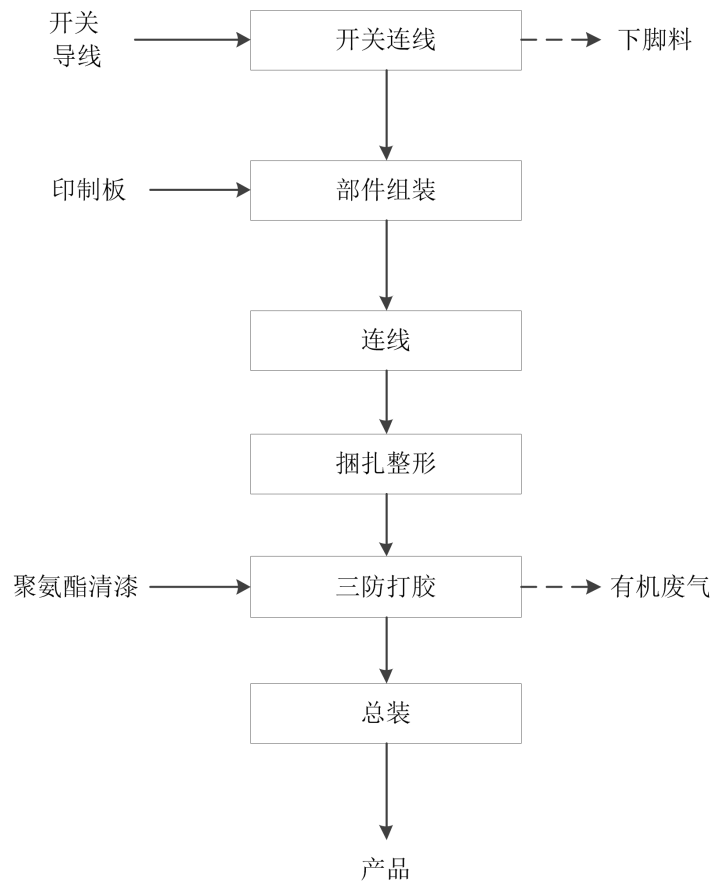 开关
导线
开关连线
下脚料
印制板
部件组装
连线
捆扎整形
聚氨酯清漆
三防打胶
有机废气
总装
产品